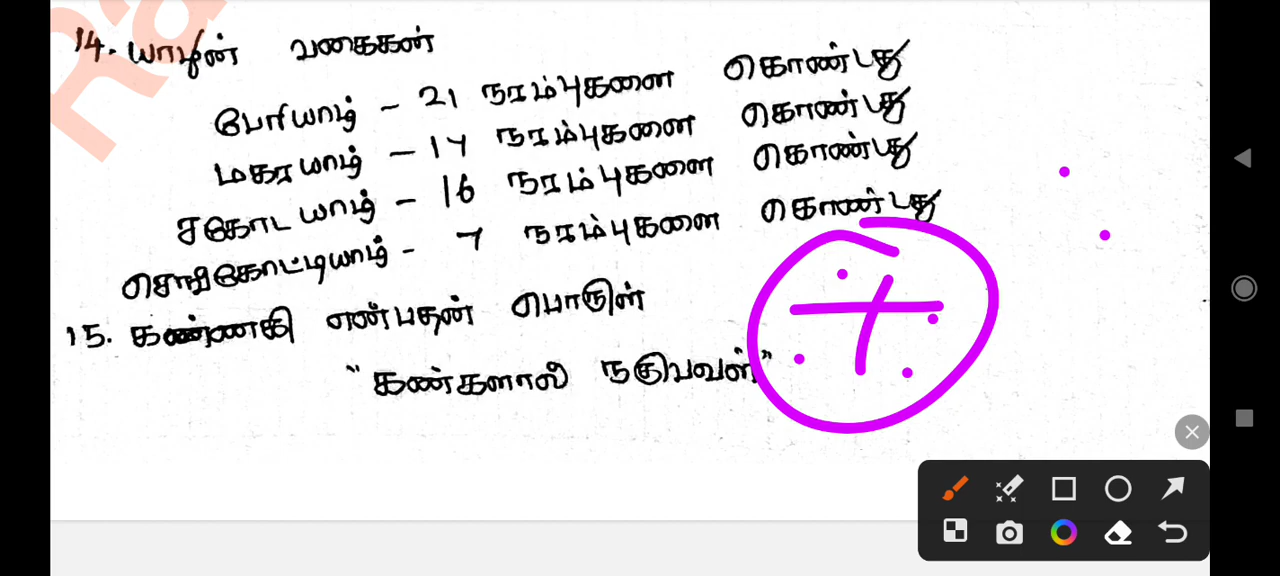 14. யாழின் வகைகள்
பேரியாழ் - 21 நரம்புகளை கொண்டது
மகரயாழ் - 17 நரம்புகளை கொண்டது
சகோடயாழ் - 16 நரம்புகளை கொண்டது
செங்கோட்டியாழ் - 7 நரம்புகளை கொண்டது
15. கண்ணகி என்பதன் பொருள்
"கண்களால் நகுபவள்"